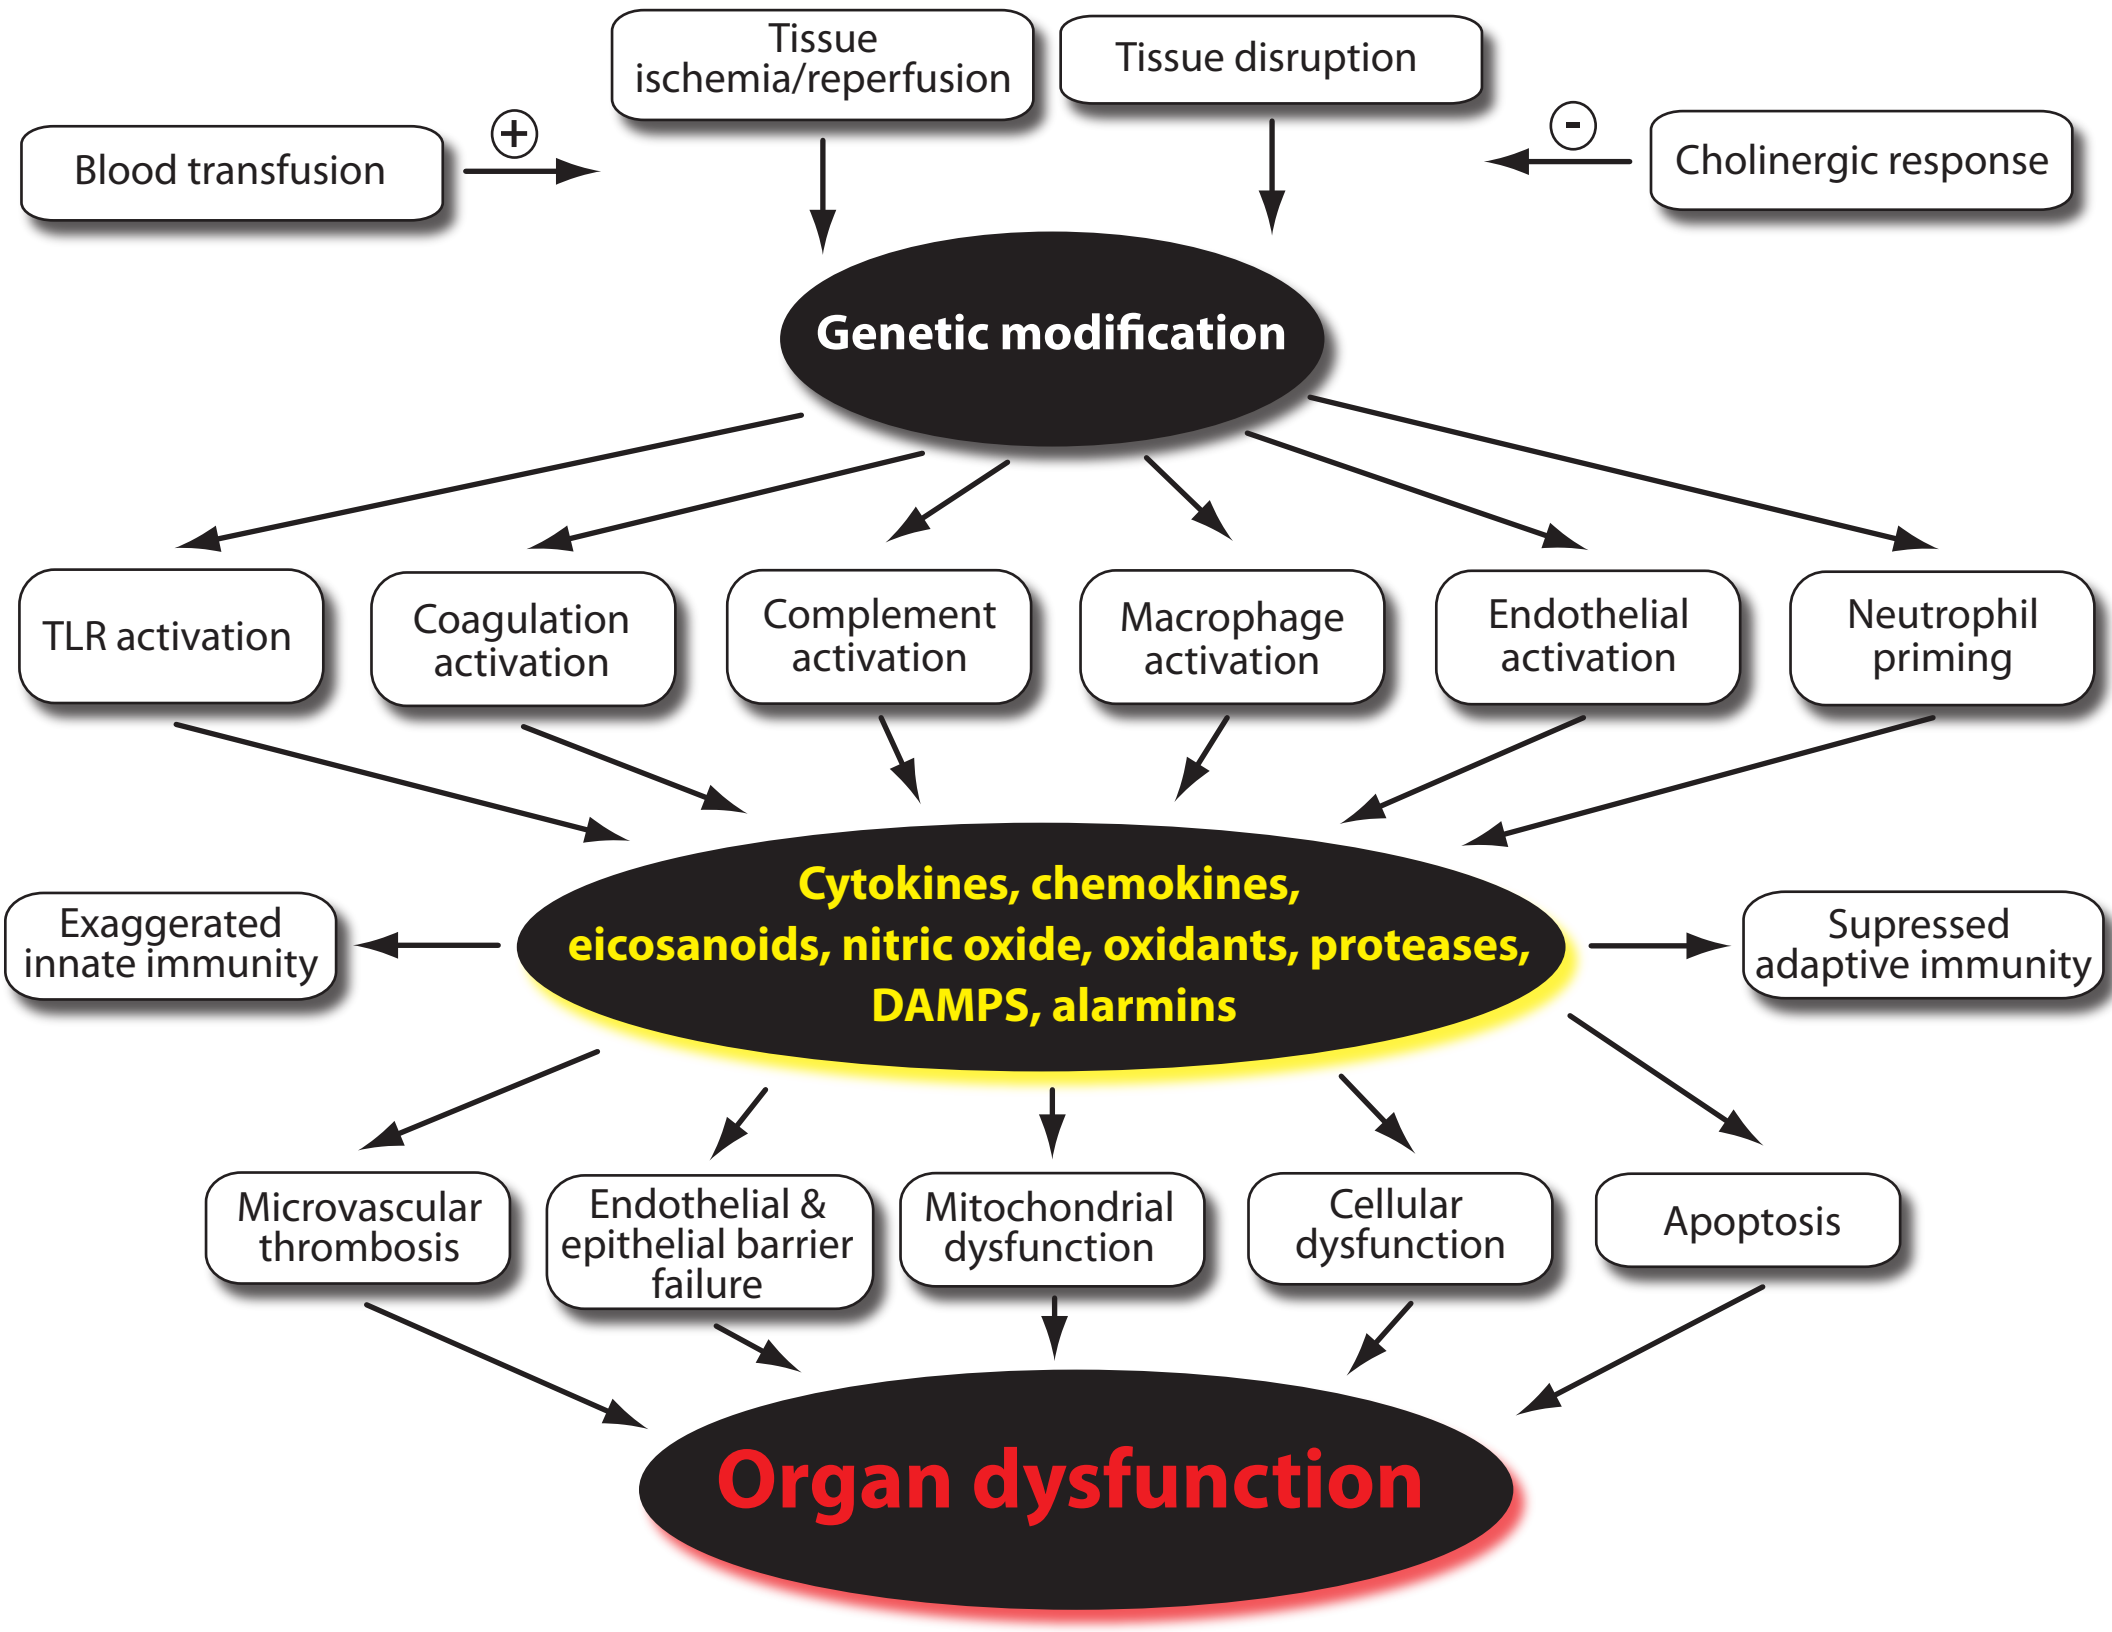 Tissue
ischemia/reperfusion
Tissue disruption
+
-
Blood transfusion
Cholinergic response
Genetic modification
TLR activation
Coagulation
activation
Complement
activation
Macrophage
activation
Endothelial
activation
Neutrophil
priming
Cytokines, chemokines,
eicosanoids, nitric oxide, oxidants, proteases,
DAMPS, alarmins
Exaggerated
innate immunity
Supressed
adaptive immunity
Microvascular
thrombosis
Endothelial &
epithelial barrier
failure
Mitochondrial
dysfunction
Cellular
dysfunction
Apoptosis
Organ dysfunction